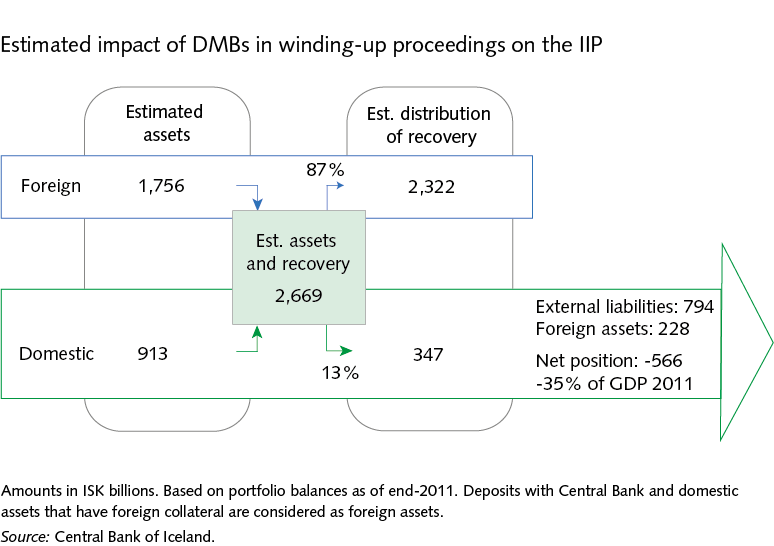 Estimated impact of DMBs in winding-up proceedings on the IIP
Estimated
assets
Est. distribution
of recovery
Foreign
1,756
87%
2,322
Est. assets
and recovery
2,669
Domestic
913
13%
347
External liabilities: 794
Foreign assets: 228
Net position: -566
-35% of GDP 2011
Amounts in ISK billions. Based on portfolio balances as of end-2011. Deposits with Central Bank and domestic
assets that have foreign collateral are considered as foreign assets.
Source: Central Bank of Iceland.